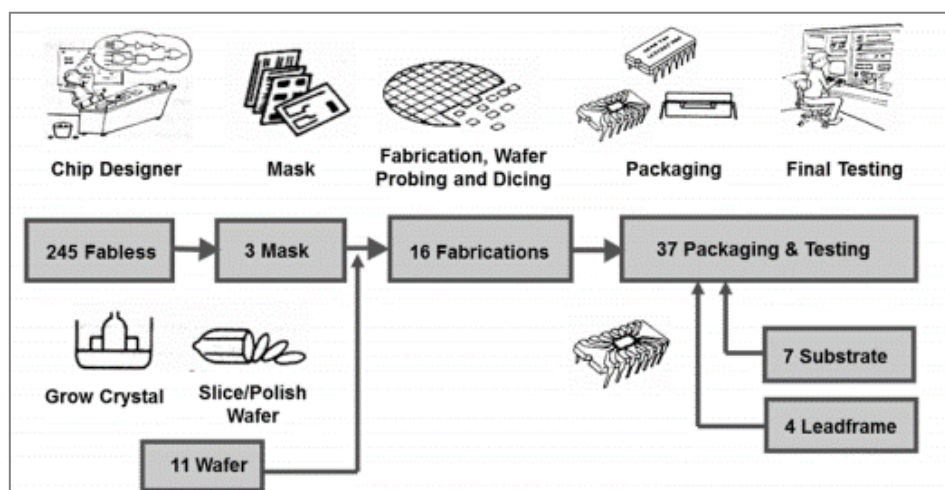 Chip Designer
Mask
Fabrication, Wafer
Probing and Dicing
Packaging
Final Testing
245 Fabless
3 Mask
16 Fabrications
37 Packaging & Testing
Grow Crystal
Slice/Polish
Wafer
7 Substrate
4 Leadframe
11 Wafer